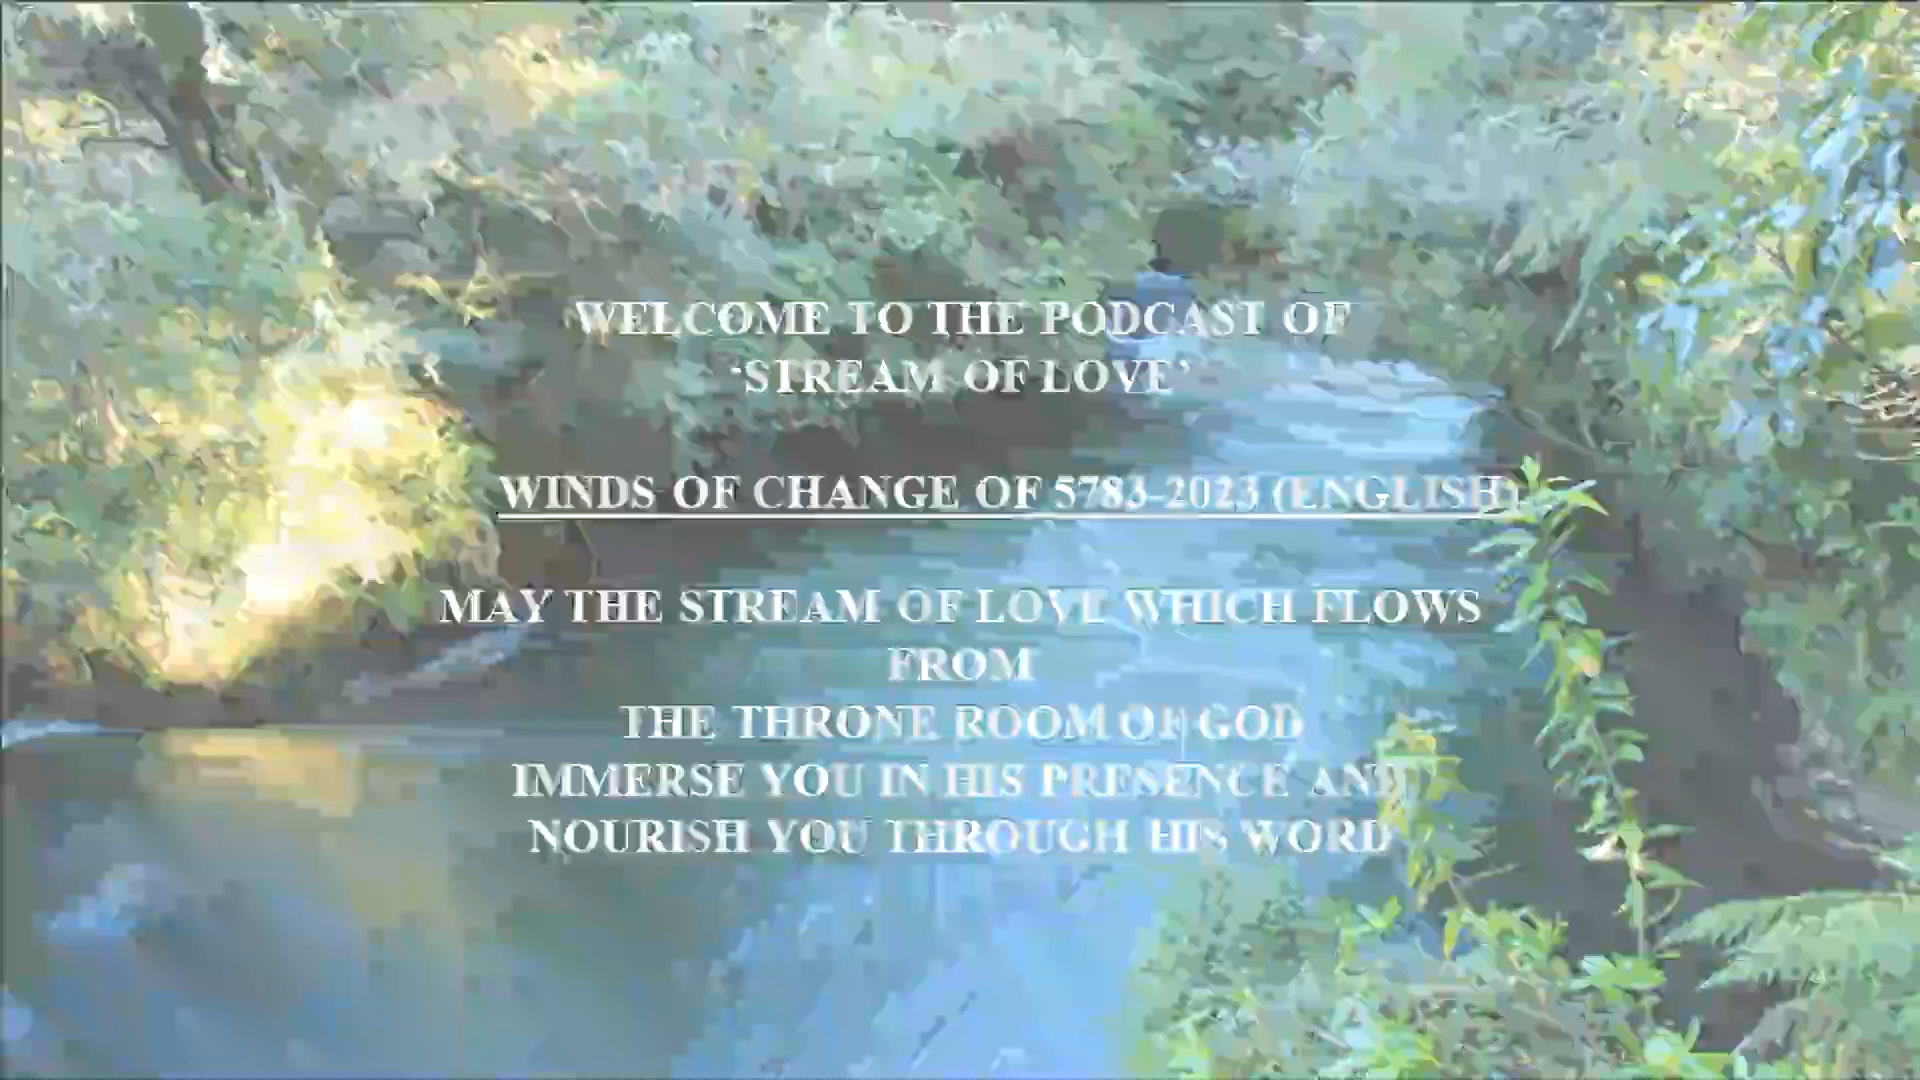 WELCOME TO THE PODCAST OF
‘STREAM OF LOVE’
WINDS OF CHANGE OF 5783-2023 (ENGLISH)
MAY THE STREAM OF LOVE WHICH FLOWS
FROM
THE THRONE ROOM OF GOD
IMMERSE YOU IN HIS PRESENCE AND
NOURISH YOU THROUGH HIS WORD